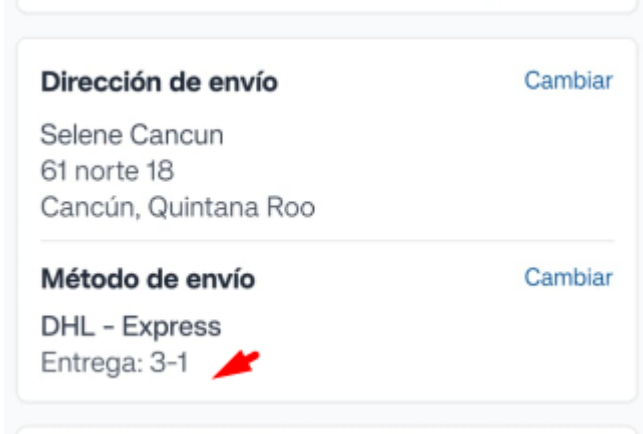 Dirección de envío Cambiar
Selene Cancun
61 norte 18
Cancún, Quintana Roo
Método de envío Cambiar
DHL - Express
Entrega: 3-1